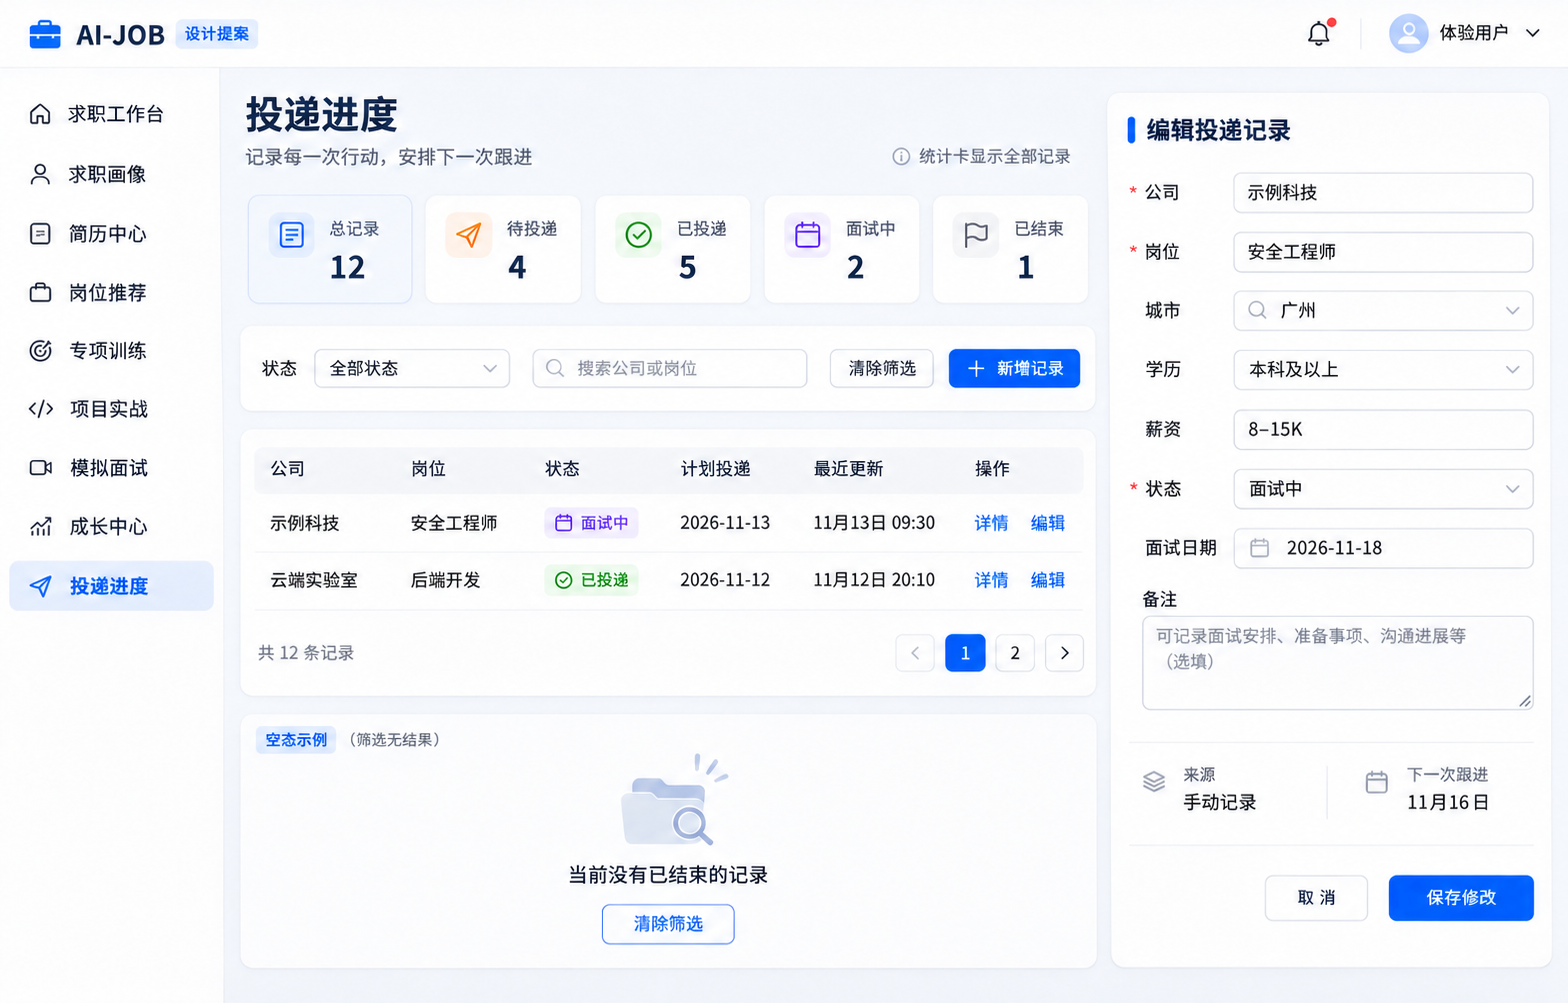 AI-JOB 设计提案
体验用户
求职工作台
求职画像
简历中心
岗位推荐
专项训练
项目实战
模拟面试
成长中心
投递进度
投递进度
记录每一次行动，安排下一次跟进
统计卡显示全部记录
总记录
12
待投递
4
已投递
5
面试中
2
已结束
1
状态 全部状态 搜索公司或岗位 清除筛选 新增记录
公司 岗位 状态 计划投递 最近更新 操作
示例科技 安全工程师 面试中 2026-11-13 11月13日 09:30 详情 编辑
云端实验室 后端开发 已投递 2026-11-12 11月12日 20:10 详情 编辑
共 12 条记录
1 2
空态示例 （筛选无结果）
当前没有已结束的记录
清除筛选
编辑投递记录
* 公司 示例科技
* 岗位 安全工程师
城市 广州
学历 本科及以上
薪资 8–15K
* 状态 面试中
面试日期 2026-11-18
备注
可记录面试安排、准备事项、沟通进展等
（选填）
来源
手动记录
下一次跟进
11月16日
取 消 保存修改